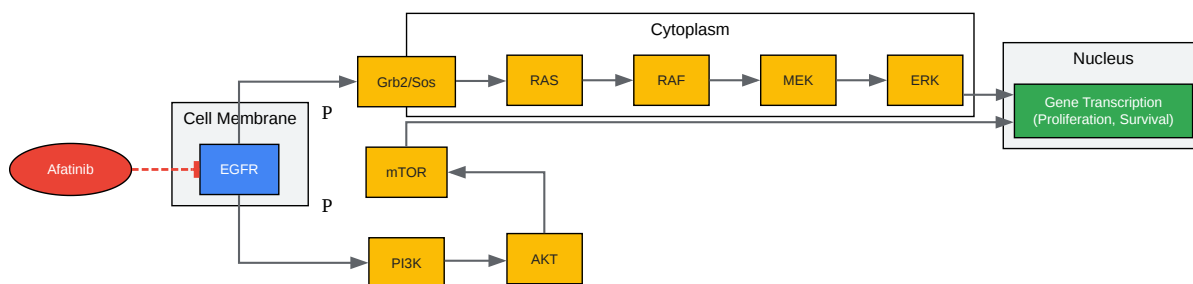 Cytoplasm
Nucleus
Grb2/Sos
RAS
RAF
MEK
ERK
Gene Transcription
(Proliferation, Survival)
P
Cell Membrane
Afatinib
EGFR
mTOR
P
PI3K
AKT